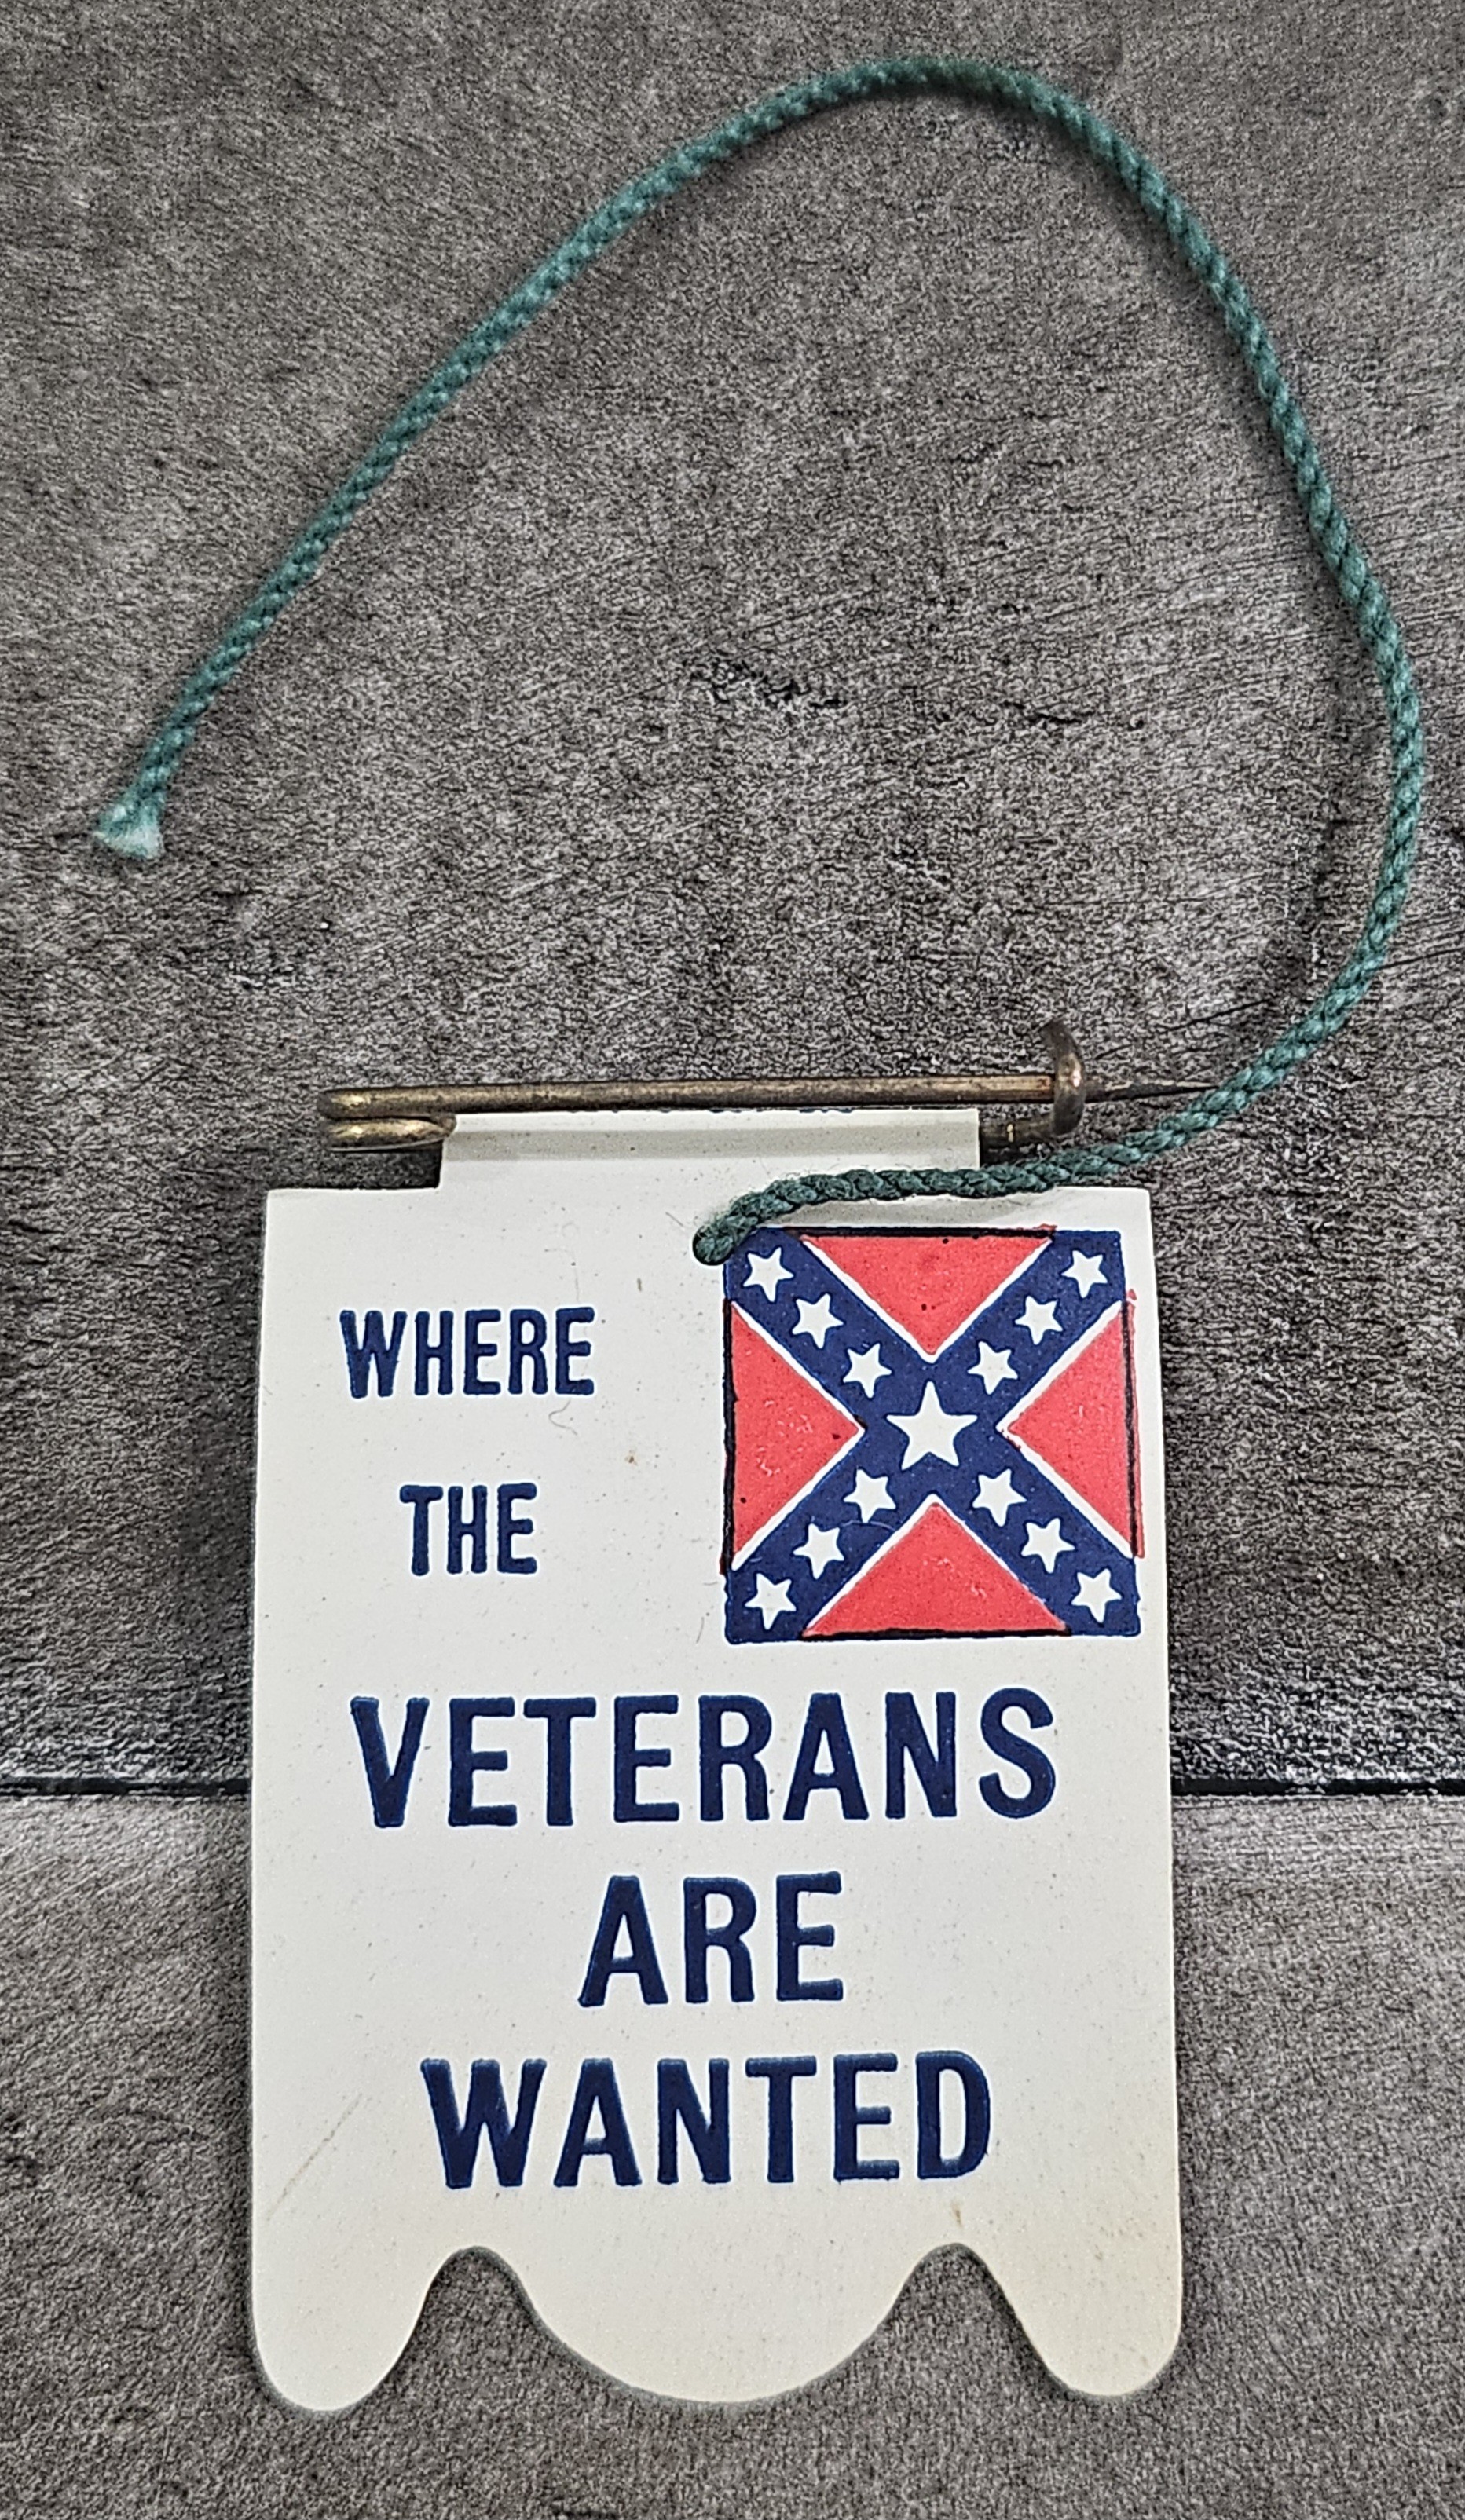 WHERE
THE
VETERANS
ARE
WANTED